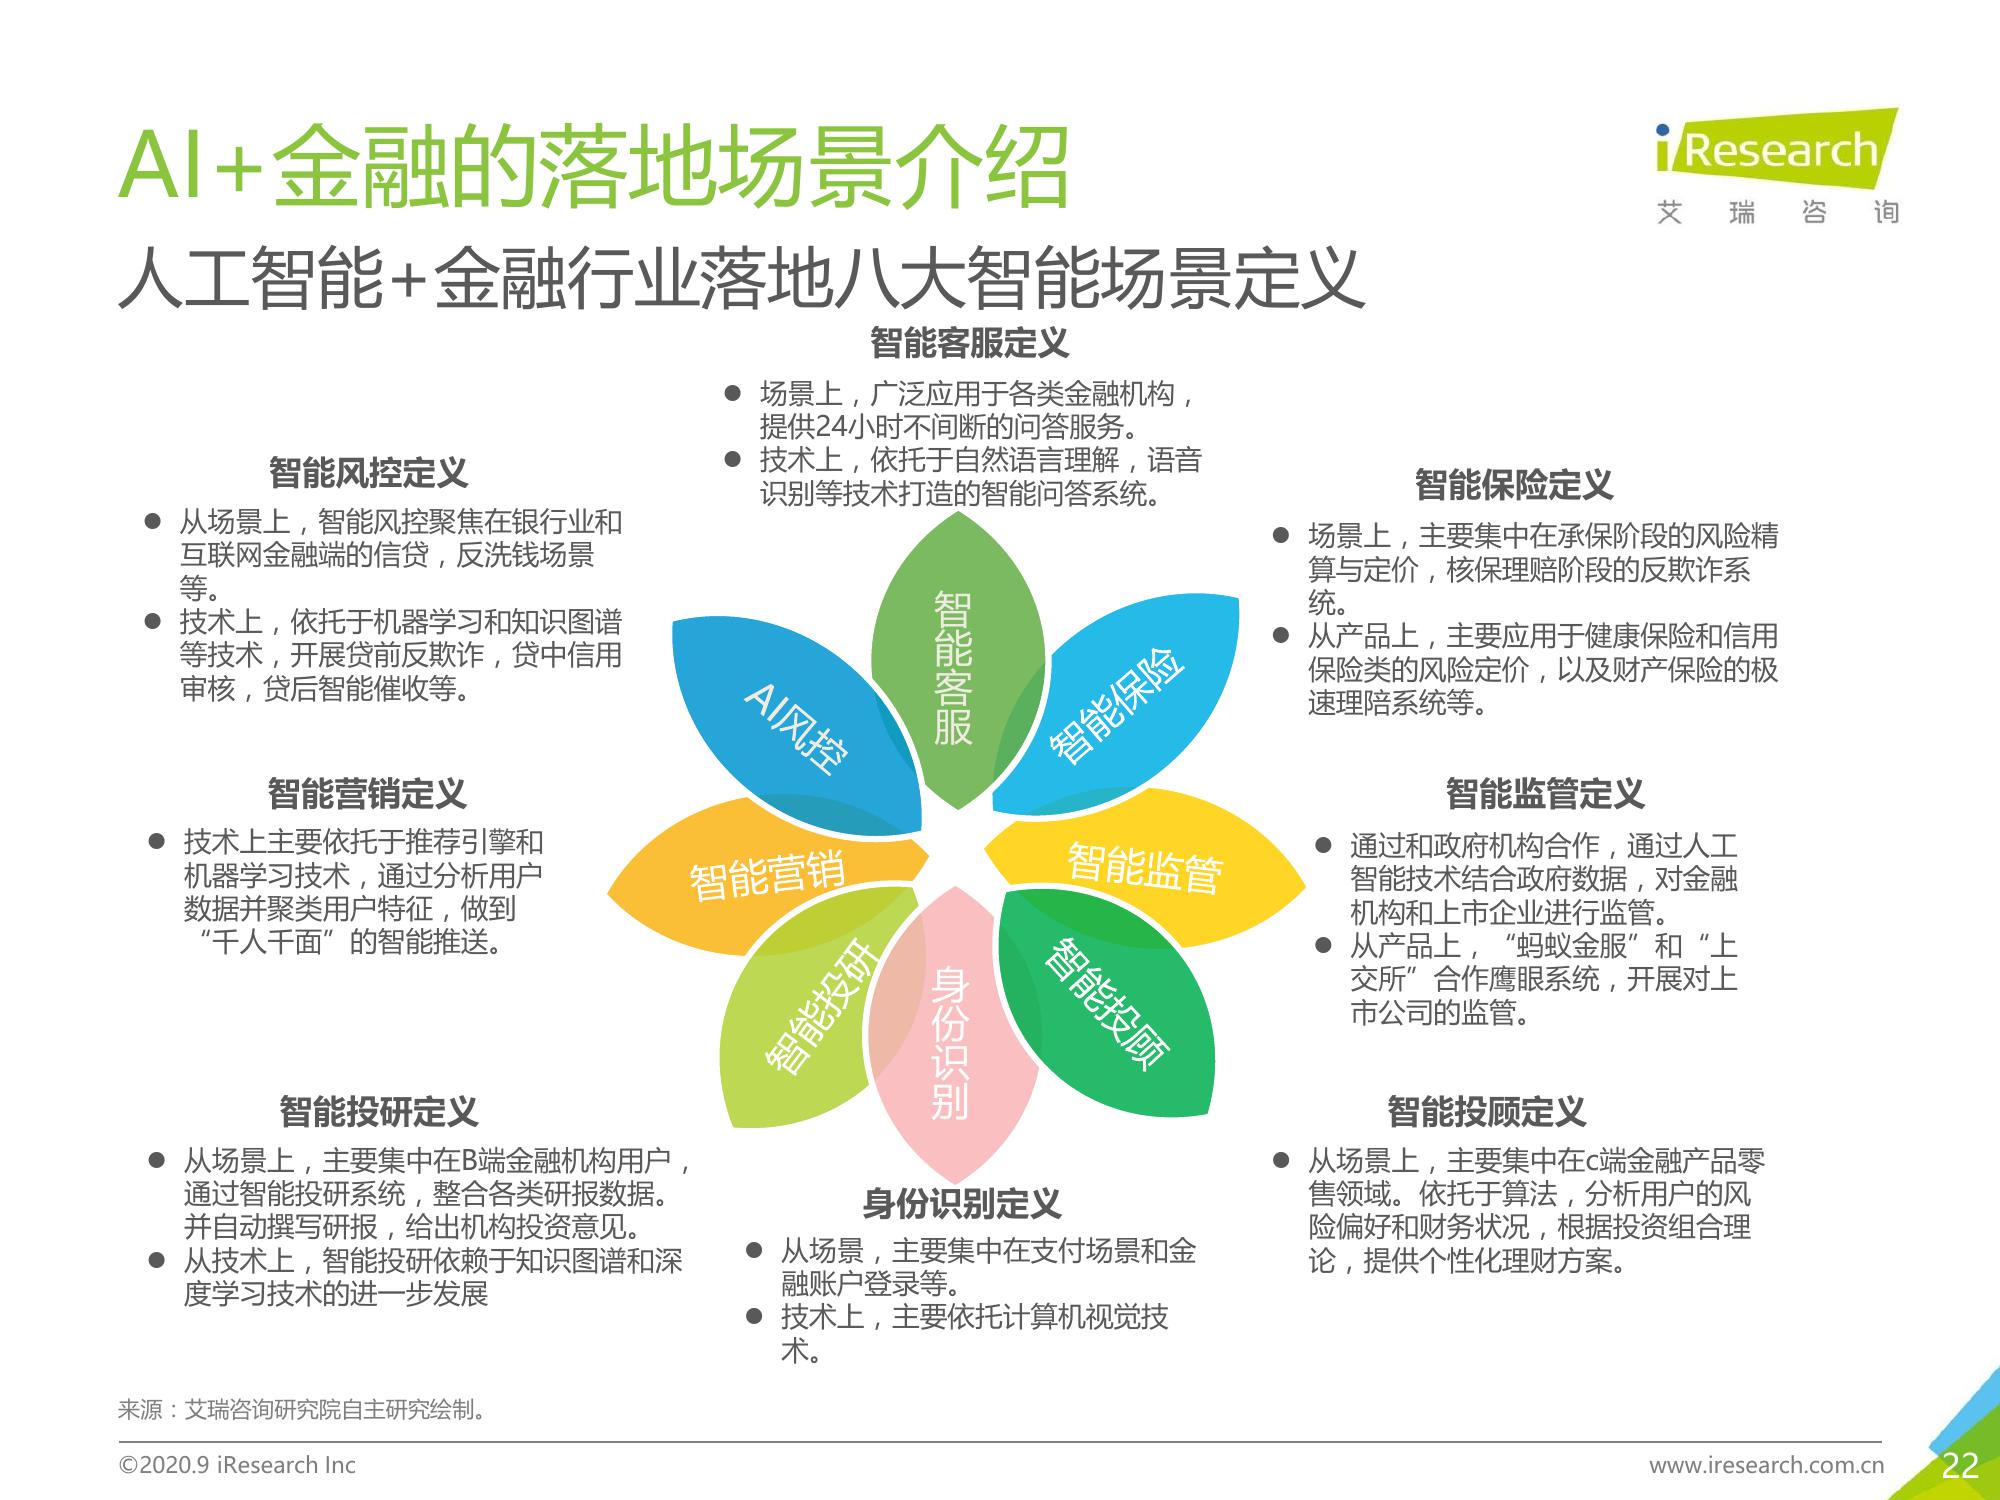 AI+金融的落地场景介绍
iResearch
艾瑞咨询
人工智能+金融行业落地八大智能场景定义
智能客服定义
● 场景上，广泛应用于各类金融机构，
提供24小时不间断的问答服务。
● 技术上，依托于自然语言理解，语音
识别等技术打造的智能问答系统。
智能风控定义
● 从场景上，智能风控聚焦在银行业和
互联网金融端的信贷，反洗钱场景
等。
● 技术上，依托于机器学习和知识图谱
等技术，开展贷前反欺诈，贷中信用
审核，贷后智能催收等。
智能保险定义
● 场景上，主要集中在承保阶段的风险精
算与定价，核保理赔阶段的反欺诈系
统。
● 从产品上，主要应用于健康保险和信用
保险类的风险定价，以及财产保险的极
速理陪系统等。
智能客服
AI风控
智能保险
智能营销
智能监管
智能投研
身份识别
智能投顾
智能营销定义
● 技术上主要依托于推荐引擎和
机器学习技术，通过分析用户
数据并聚类用户特征，做到
“千人千面”的智能推送。
智能监管定义
● 通过和政府机构合作，通过人工
智能技术结合政府数据，对金融
机构和上市企业进行监管。
● 从产品上，“蚂蚁金服”和“上
交所”合作鹰眼系统，开展对上
市公司的监管。
智能投研定义
● 从场景上，主要集中在B端金融机构用户，
通过智能投研系统，整合各类研报数据。
并自动撰写研报，给出机构投资意见。
● 从技术上，智能投研依赖于知识图谱和深
度学习技术的进一步发展
身份识别定义
● 从场景，主要集中在支付场景和金
融账户登录等。
● 技术上，主要依托计算机视觉技
术。
智能投顾定义
● 从场景上，主要集中在c端金融产品零
售领域。依托于算法，分析用户的风
险偏好和财务状况，根据投资组合理
论，提供个性化理财方案。
来源：艾瑞咨询研究院自主研究绘制。
©2020.9 iResearch Inc
www.iresearch.com.cn
22